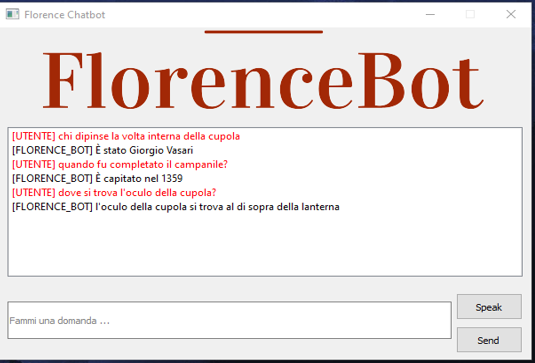 Florence Chatbot
FlorenceBot
[UTENTE] chi dipinse la volta interna della cupola
[FLORENCE_BOT] È stato Giorgio Vasari
[UTENTE] quando fu completato il campanile?
[FLORENCE_BOT] È capitato nel 1359
[UTENTE] dove si trova l'oculo della cupola?
[FLORENCE_BOT] l'oculo della cupola si trova al di sopra della lanterna
Fammi una domanda ...
Speak
Send